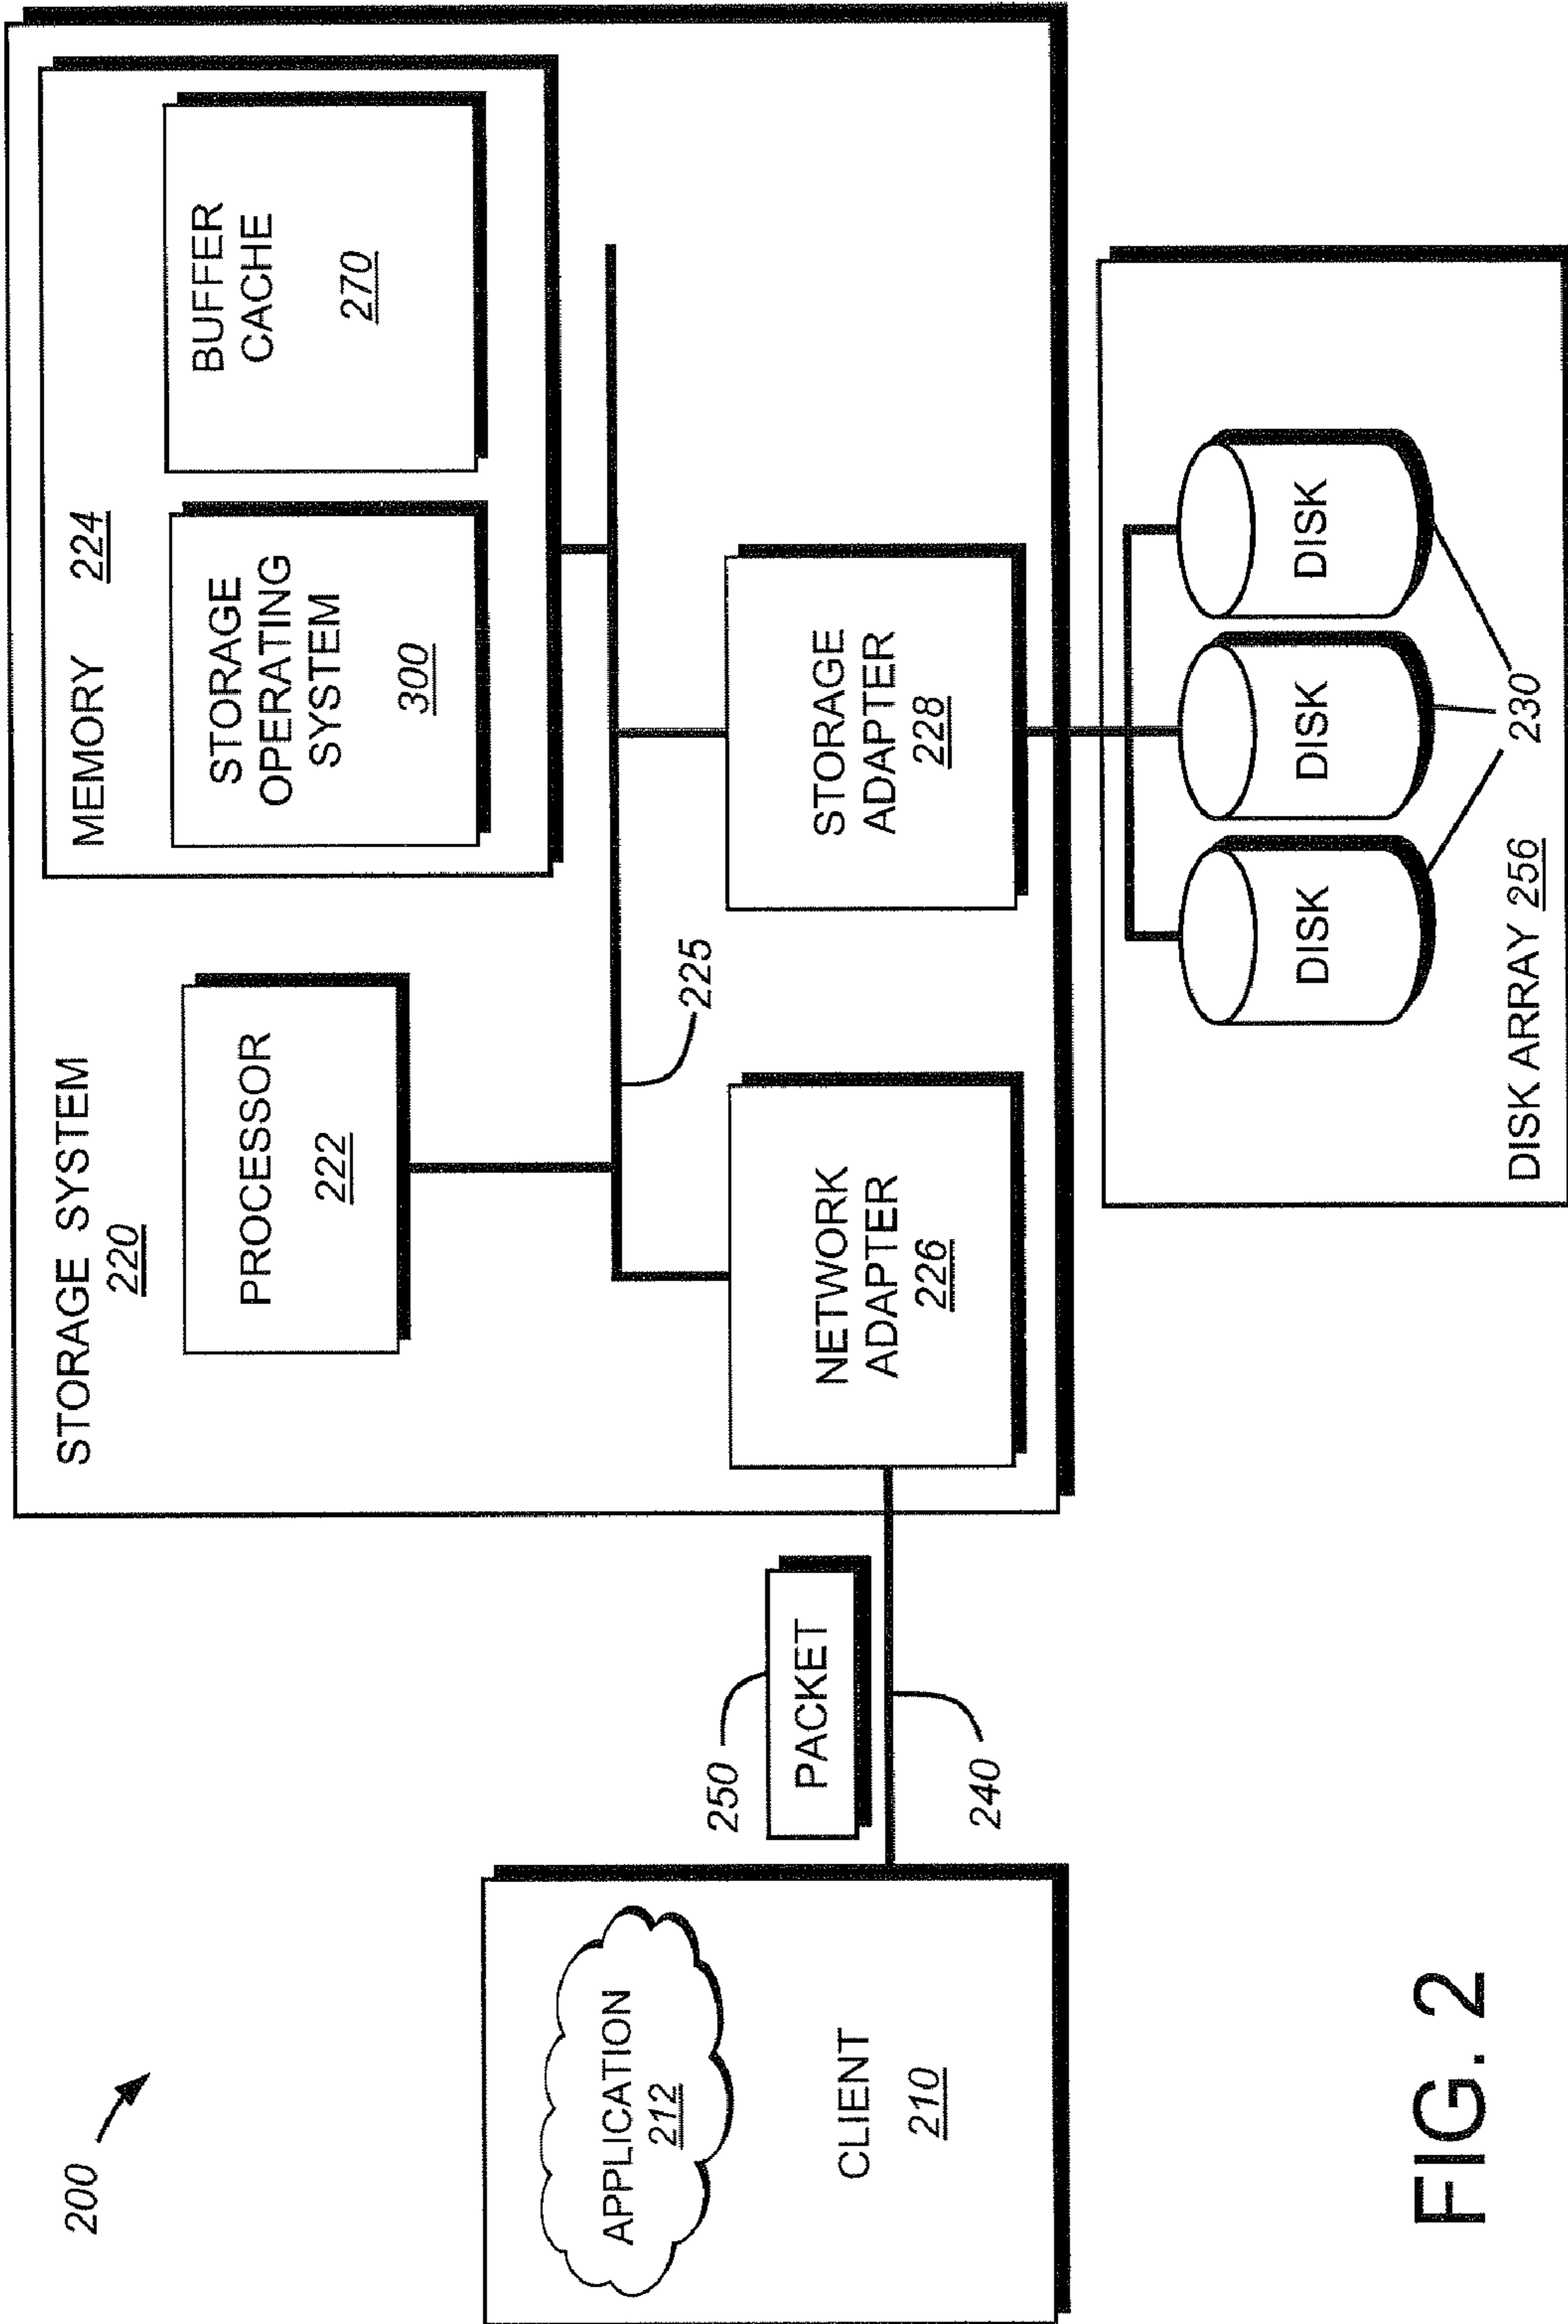 200
STORAGE SYSTEM
220
PROCESSOR
222
MEMORY 224
STORAGE
OPERATING
SYSTEM
300
BUFFER
CACHE
270
225
APPLICATION
212
CLIENT
210
250
PACKET
240
NETWORK
ADAPTER
226
STORAGE
ADAPTER
228
DISK
DISK
DISK
230
DISK ARRAY 256
FIG. 2